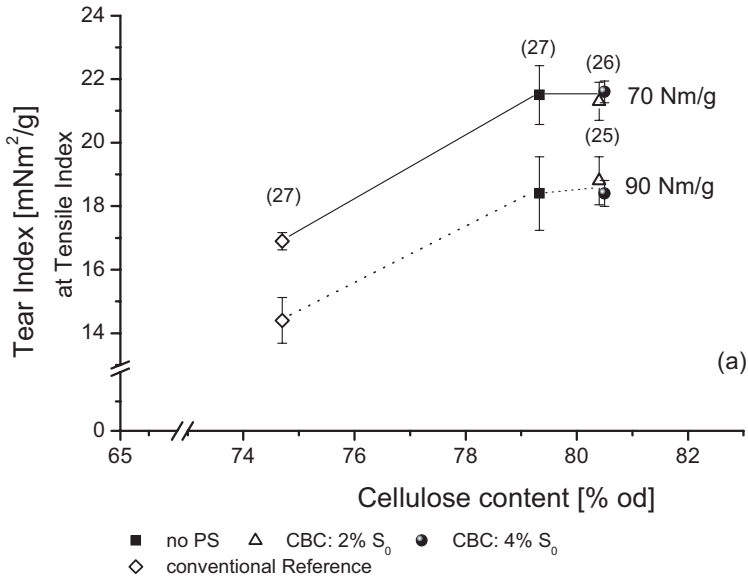 24
22
20
18
16
14
0
Tear Index [mNm²/g]
at Tensile Index
(27)
(27)
(26)
70 Nm/g
(25)
90 Nm/g
(a)
65 74 76 78 80 82
Cellulose content [% od]
no PS CBC: 2% S₀ CBC: 4% S₀
conventional Reference